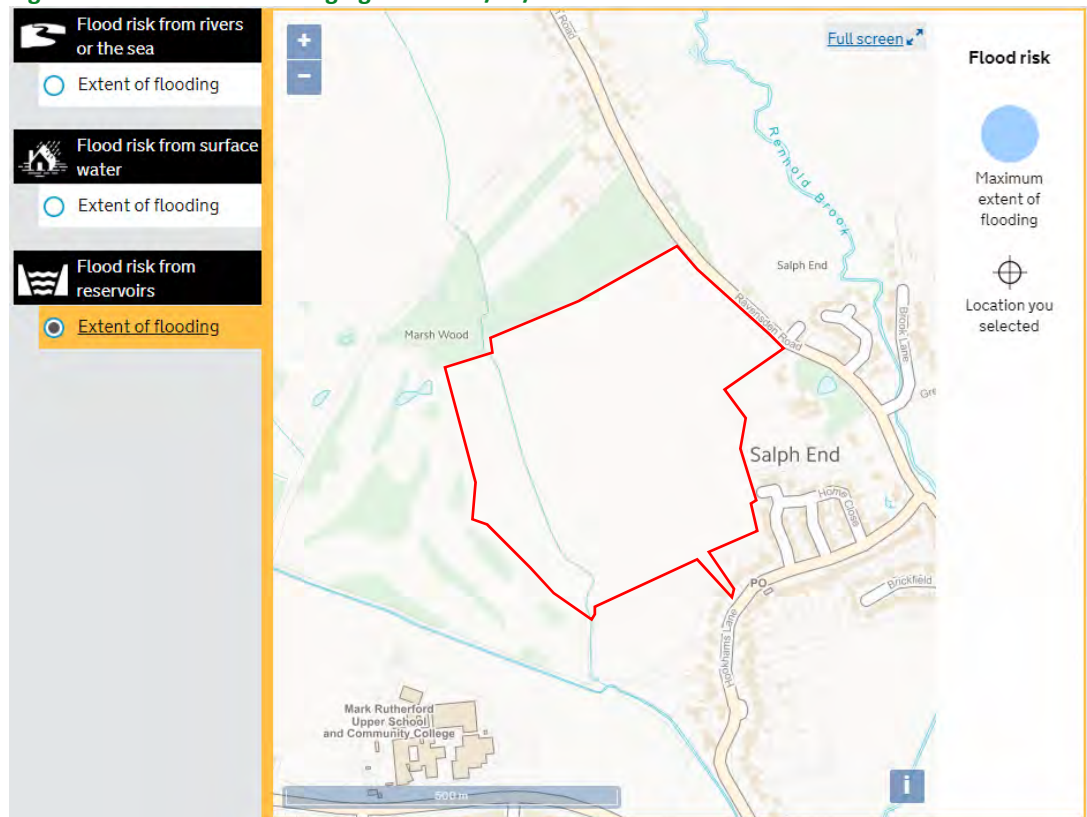 Flood risk from rivers
or the sea
Extent of flooding
Flood risk from surface
water
Extent of flooding
Flood risk from
reservoirs
Extent of flooding
+
−
Full screen
Road
Renhold Brook
Salph End
Ravensden Road
Brook Lane
Marsh Wood
Gre
Salph End
Home Close
PO
Brickfield
Hookhams Lane
Mark Rutherford
Upper School
and Community College
500 m
i
Flood risk
Maximum
extent of
flooding
Location you
selected